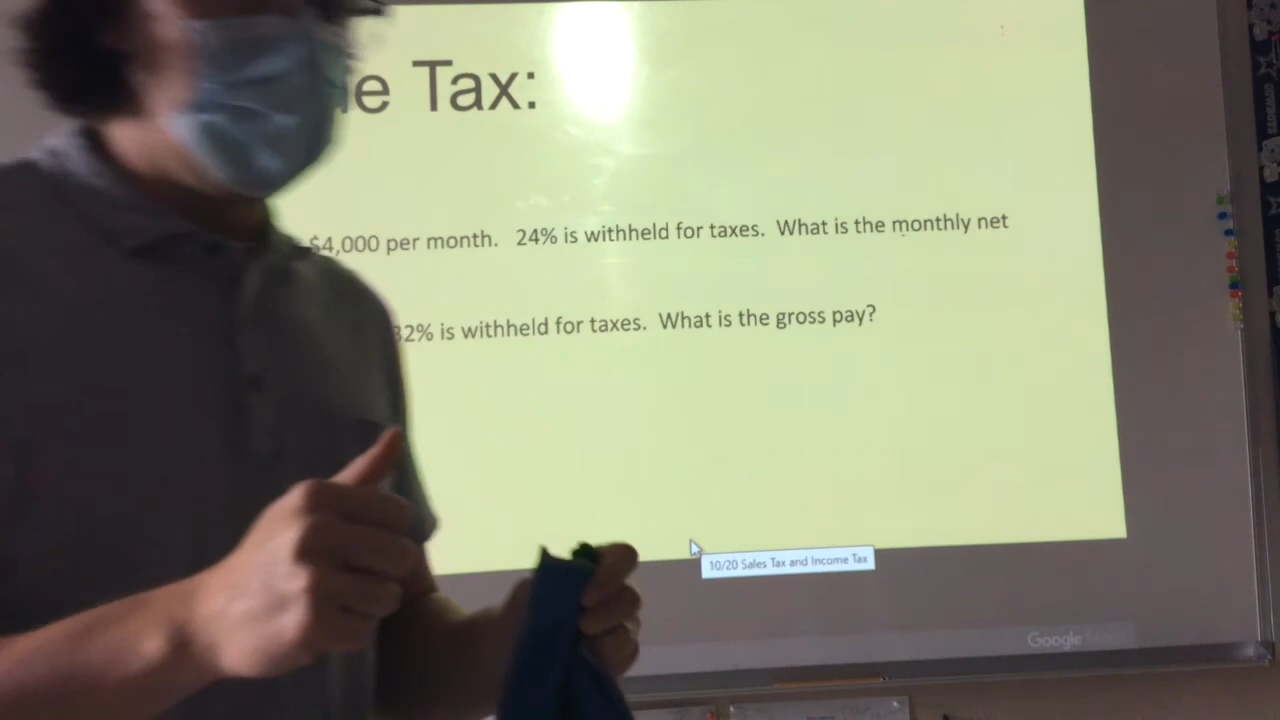 e Tax:
$4,000 per month. 24% is withheld for taxes. What is the monthly net
32% is withheld for taxes. What is the gross pay?
10/20 Sales Tax and Income Tax
Google